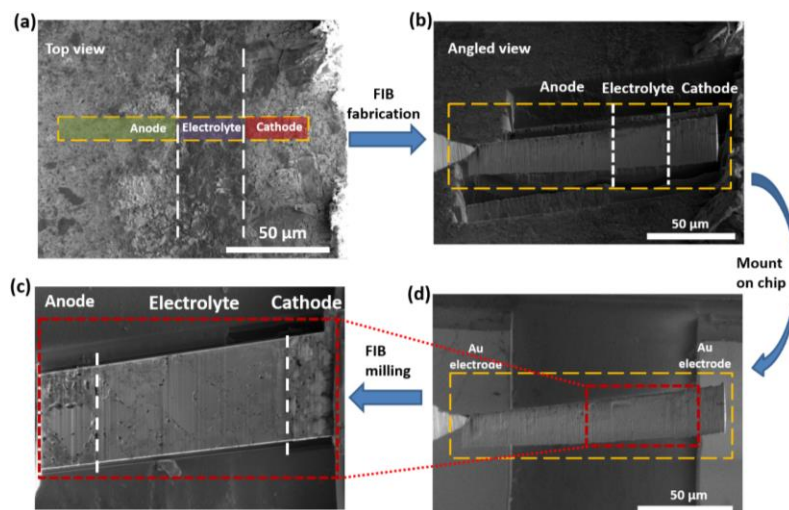 (a)
Top view
Anode
Electrolyte
Cathode
50 μm
FIB
fabrication
(b)
Angled view
Anode
Electrolyte
Cathode
50 μm
Mount
on chip
(c)
Anode
Electrolyte
Cathode
FIB
milling
(d)
Au
electrode
Au
electrode
50 μm